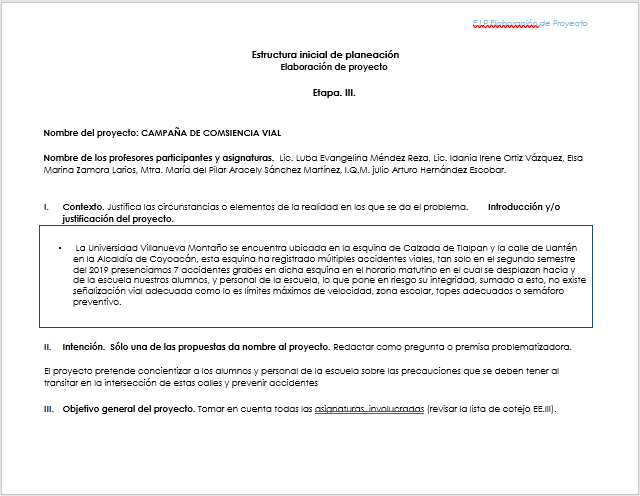 E.I.P. Elaboración de Proyecto
Estructura inicial de planeación
Elaboración de proyecto
Etapa. III.
Nombre del proyecto: CAMPAÑA DE COMSIENCIA VIAL
Nombre de los profesores participantes y asignaturas. Lic. Luba Evangelina Méndez Reza, Lic. Idania Irene Ortíz Vázquez, Elsa
Marina Zamora Larios, Mtra. María del Pilar Aracely Sánchez Martínez, I.Q.M. julio Arturo Hernández Escobar.
I. Contexto. Justifica las circunstancias o elementos de la realidad en los que se da el problema. Introducción y/o
justificación del proyecto.
• La Universidad Villanueva Montaño se encuentra ubicada en la esquina de Calzada de Tlalpan y la calle de Llantén
en la Alcaldía de Coyoacán, esta esquina ha registrado múltiples accidentes viales, tan solo en el segundo semestre
del 2019 presenciamos 7 accidentes grabes en dicha esquina en el horario matutino en el cual se desplazan hacia y
de la escuela nuestros alumnos, y personal de la escuela, lo que pone en riesgo su integridad, sumado a esto, no existe
señalización vial adecuada como lo es límites máximos de velocidad, zona escolar, topes adecuados o semáforo
preventivo.
II. Intención. Sólo una de las propuestas da nombre al proyecto. Redactar como pregunta o premisa problematizadora.
El proyecto pretende concientizar a los alumnos y personal de la escuela sobre las precauciones que se deben tener al
transitar en la intersección de estas calles y prevenir accidentes
III. Objetivo general del proyecto. Tomar en cuenta todas las asignaturas involucradas (revisar la lista de cotejo EE.III).